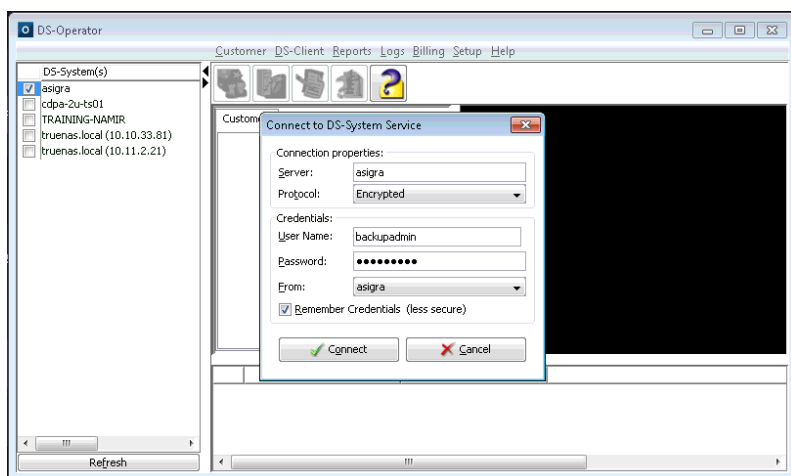 DS-Operator
Customer DS-Client Reports Logs Billing Setup Help
DS-System(s)
asigra
cdpa-2u-ts01
TRAINING-NAMIR
truenas.local (10.10.33.81)
truenas.local (10.11.2.21)
Refresh
Custome
Connect to DS-System Service
Connection properties:
Server: asigra
Protocol: Encrypted
Credentials:
User Name: backupadmin
Password: •••••••••
From: asigra
Remember Credentials (less secure)
Connect Cancel